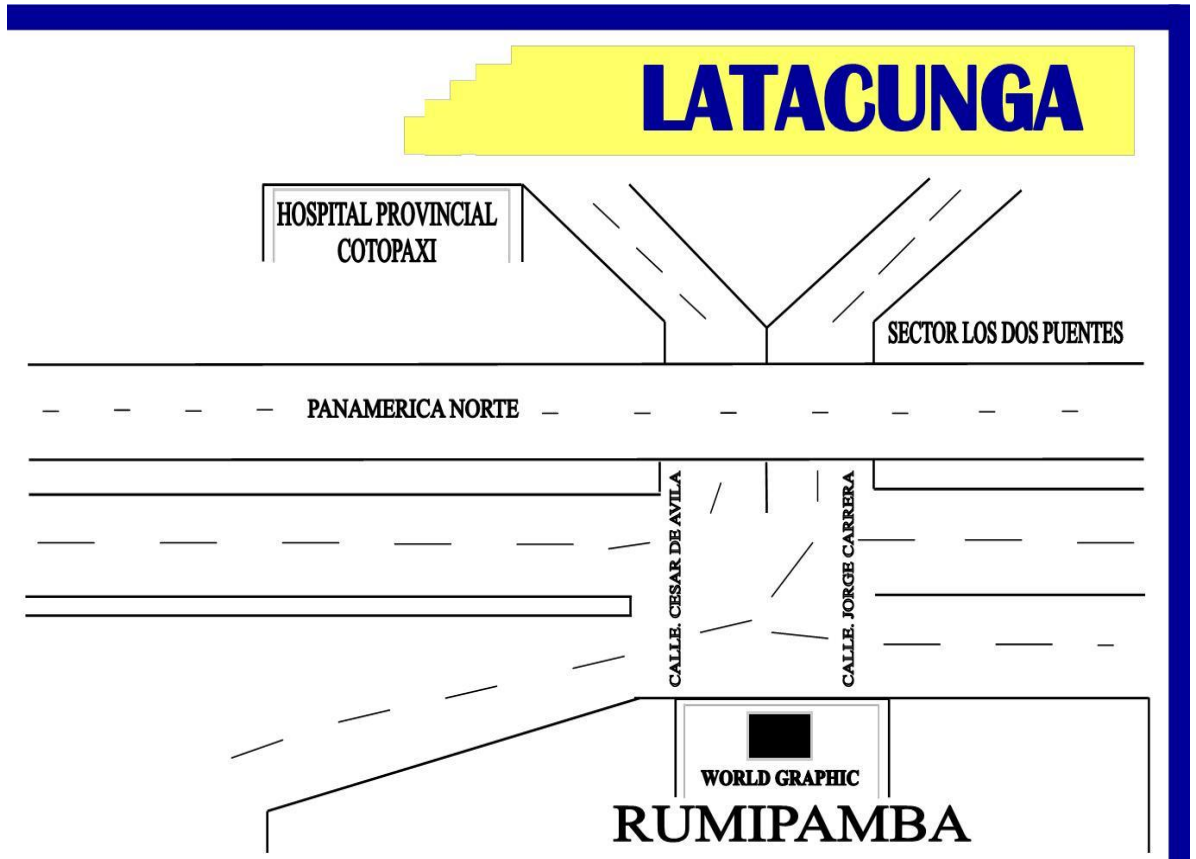 LATACUNGA
HOSPITAL PROVINCIAL
COTOPAXI
SECTOR LOS DOS PUENTES
PANAMERICA NORTE
CALLE. CESAR DE AVILA
CALLE. JORGE CARRERA
WORLD GRAPHIC
RUMIPAMBA